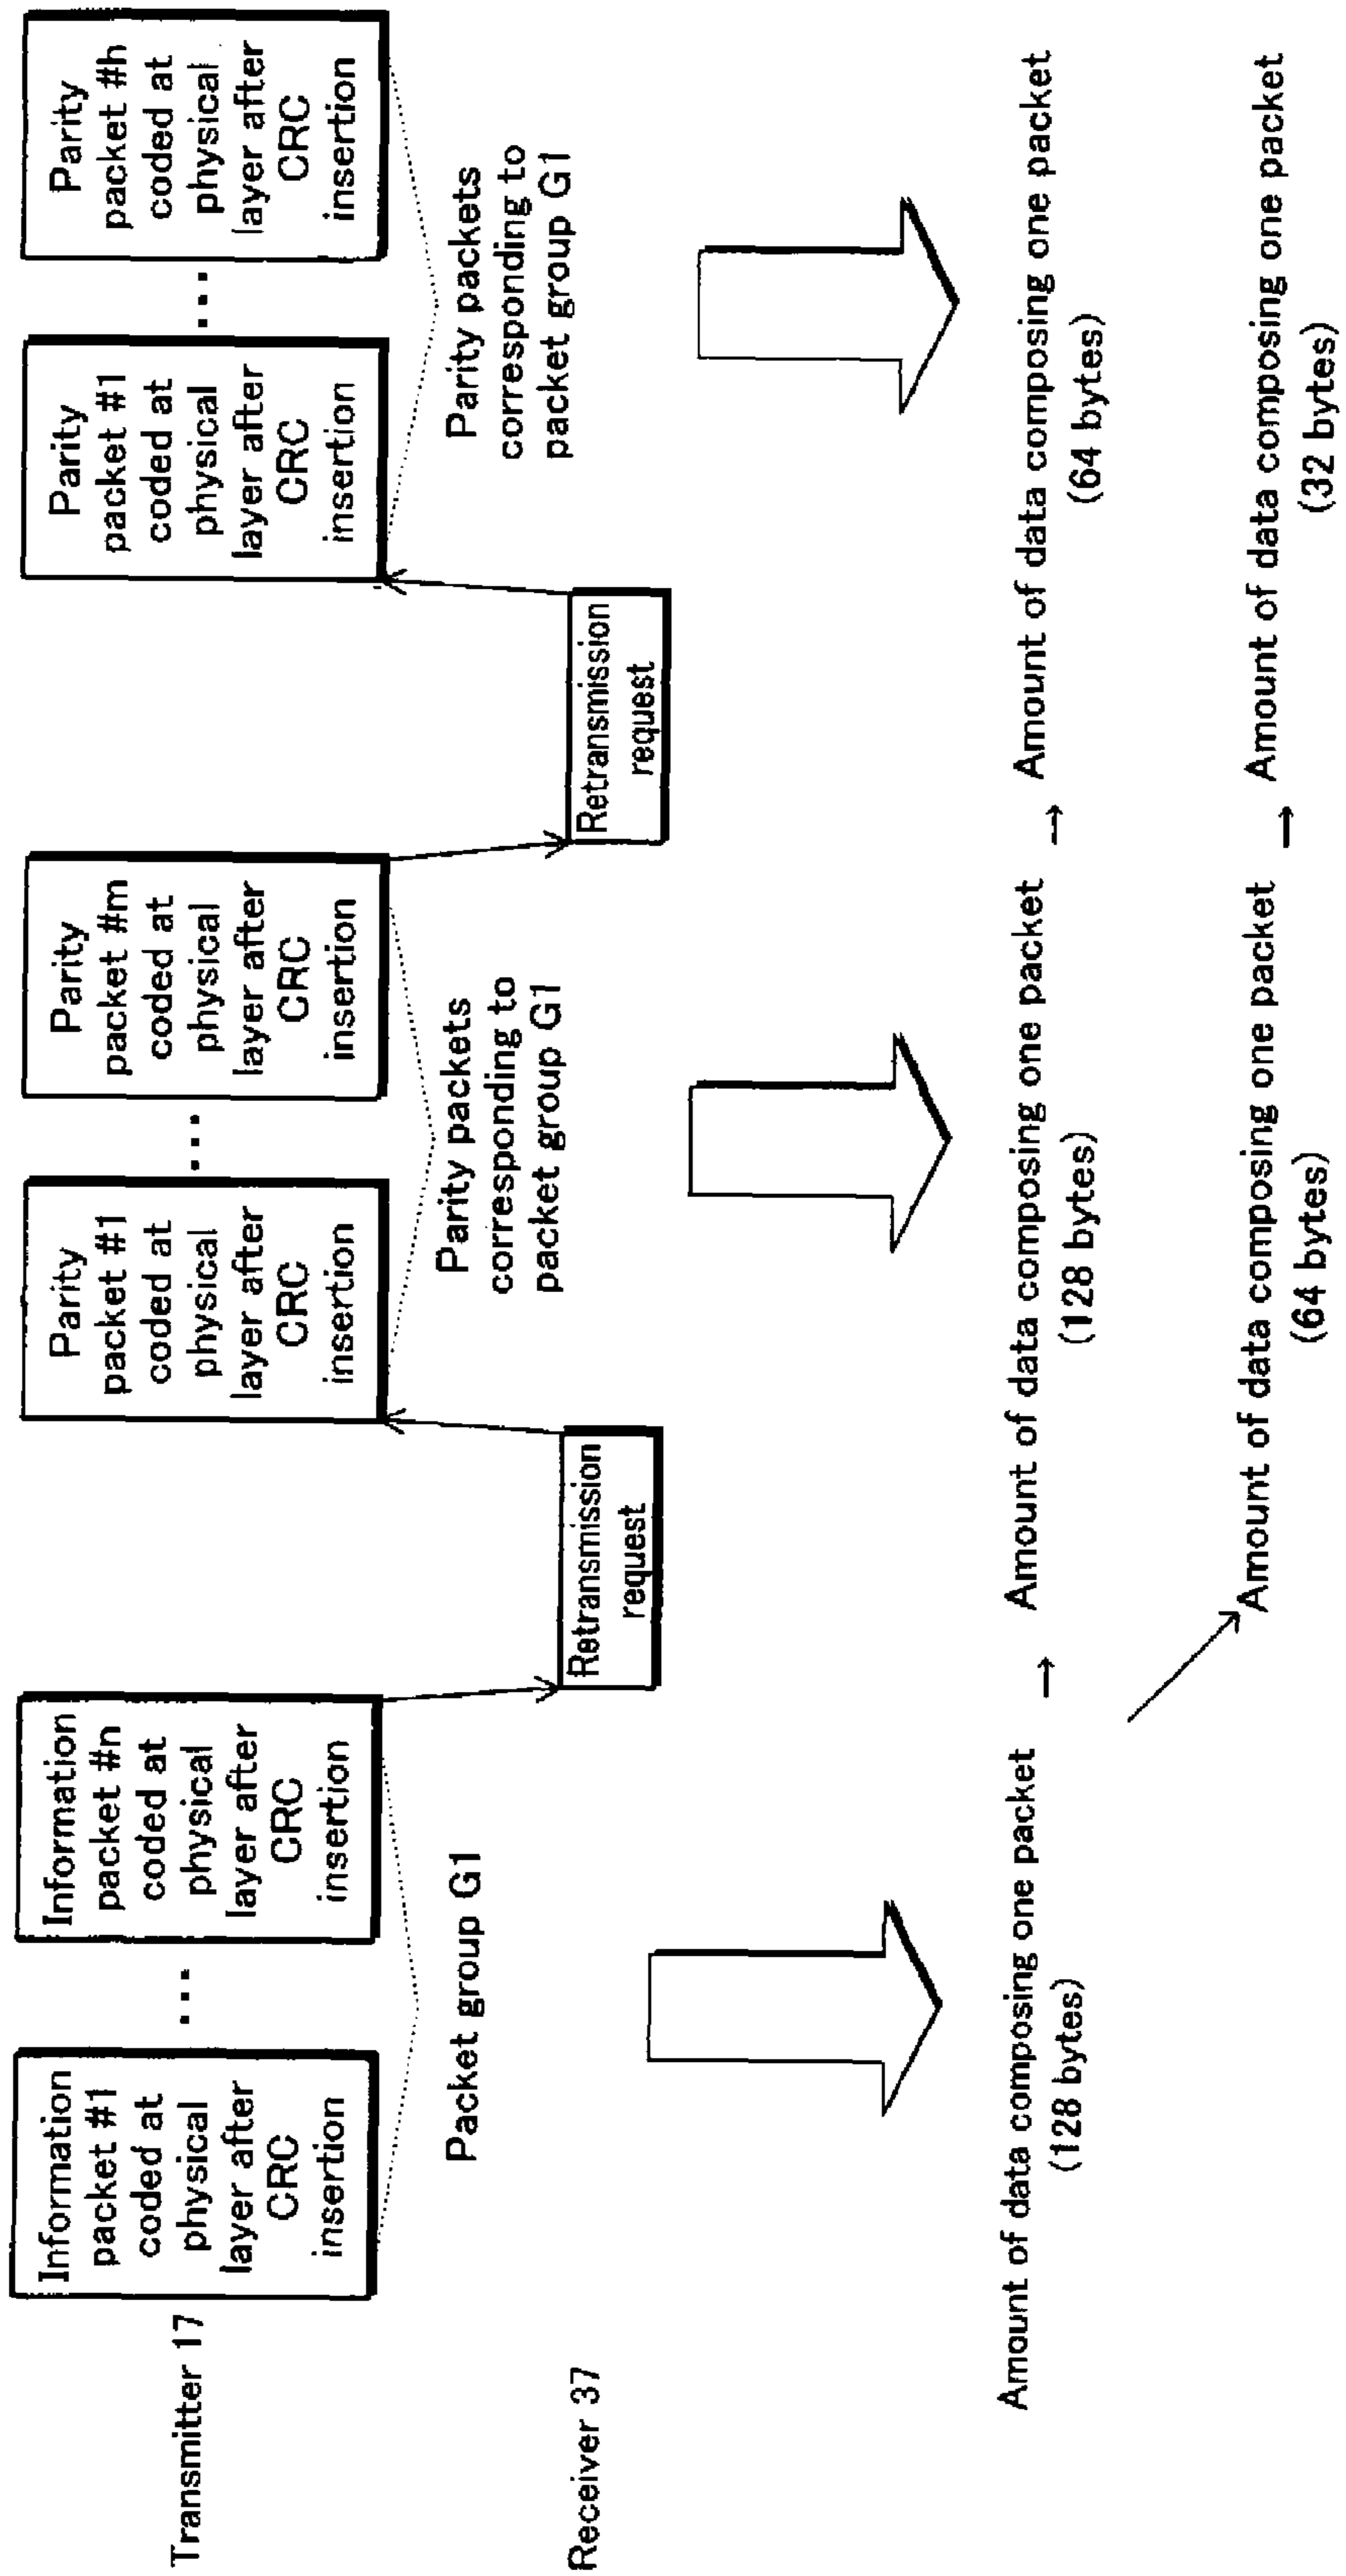 Transmitter 17
Information
packet #1
coded at
physical
layer after
CRC
insertion
...
Information
packet #n
coded at
physical
layer after
CRC
insertion
Parity
packet #1
coded at
physical
layer after
CRC
insertion
...
Parity
packet #m
coded at
physical
layer after
CRC
insertion
Parity
packet #1
coded at
physical
layer after
CRC
insertion
...
Parity
packet #h
coded at
physical
layer after
CRC
insertion
Packet group G1
Parity packets
corresponding to
packet group G1
Parity packets
corresponding to
packet group G1
Receiver 37
Retransmission
request
Retransmission
request
Amount of data composing one packet
(128 bytes)
→
Amount of data composing one packet
(128 bytes)
→
Amount of data composing one packet
(64 bytes)
Amount of data composing one packet
(64 bytes)
→
Amount of data composing one packet
(32 bytes)